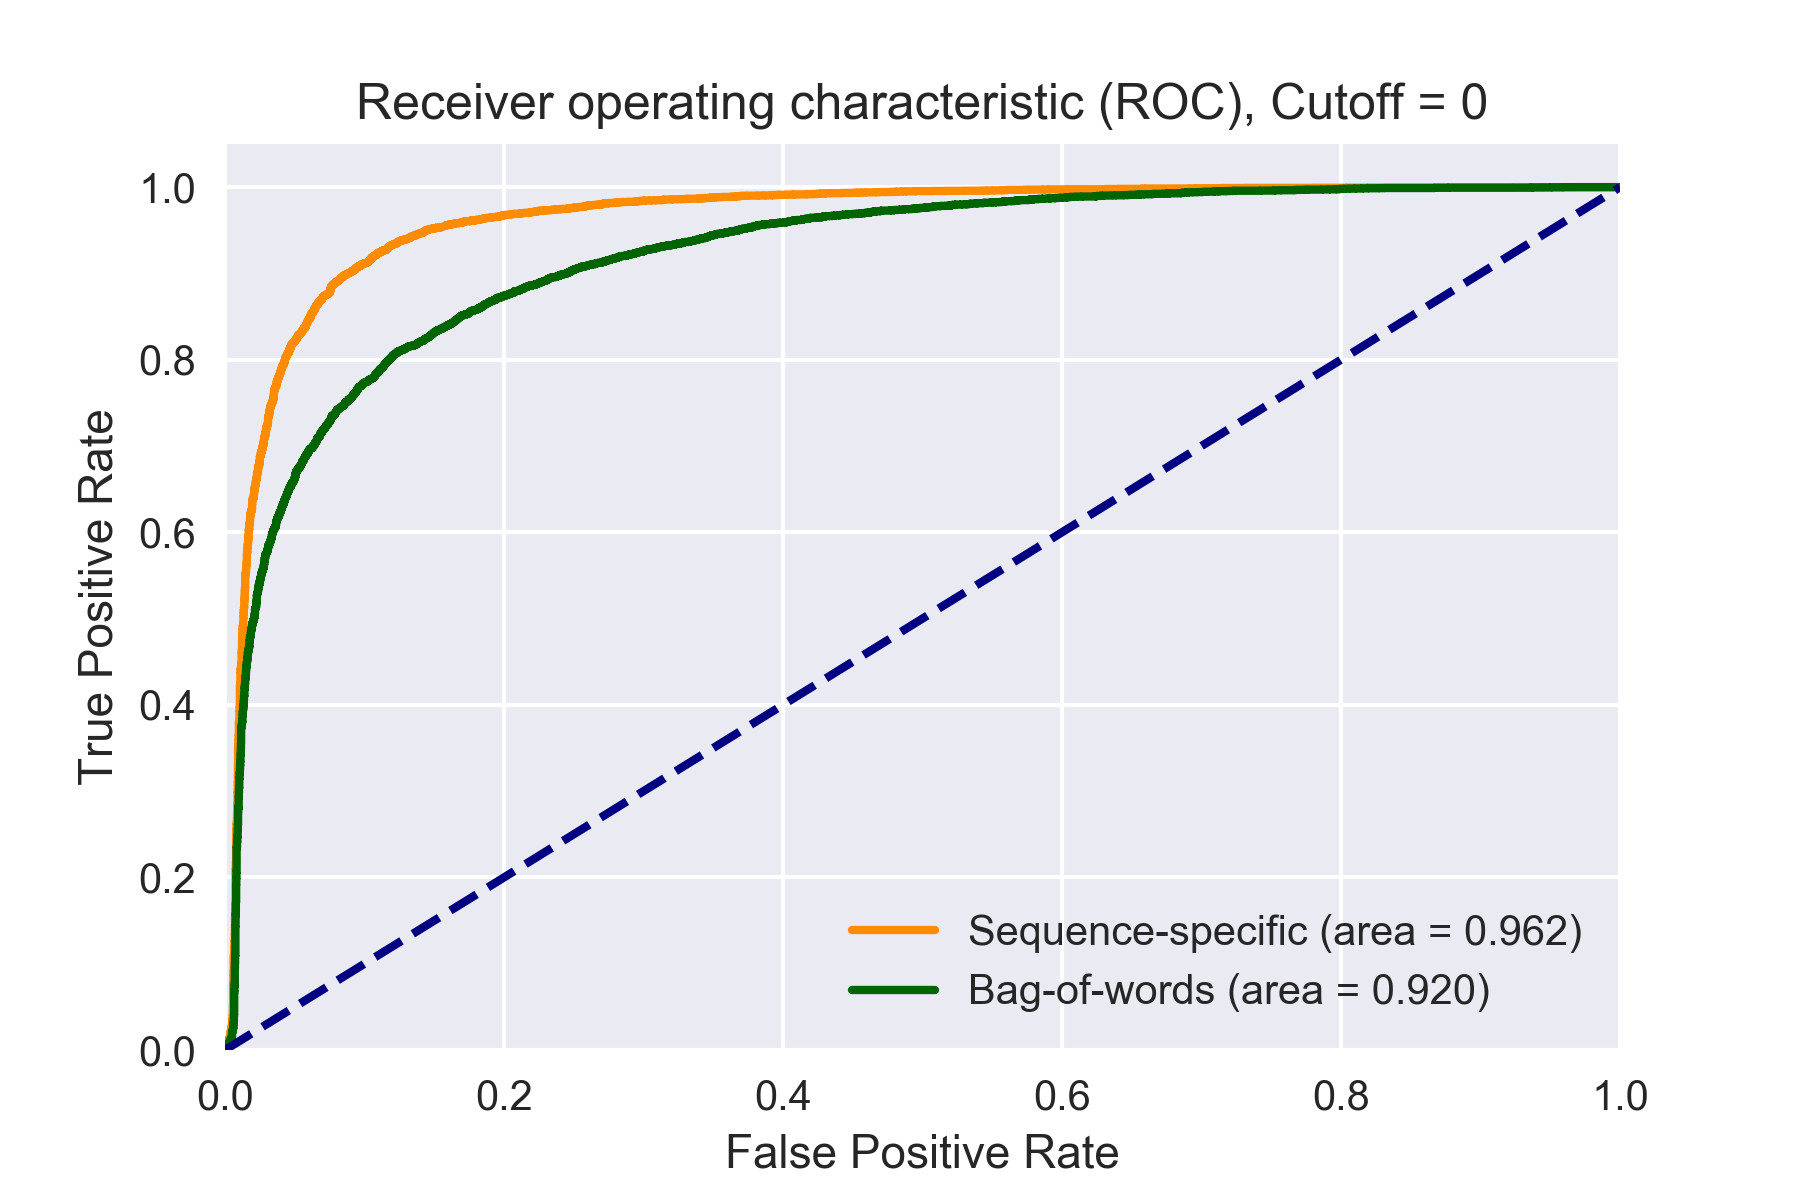 Receiver operating characteristic (ROC), Cutoff = 0
1.0
0.8
0.6
0.4
0.2
0.0
True Positive Rate
Sequence-specific (area = 0.962)
Bag-of-words (area = 0.920)
0.0 0.2 0.4 0.6 0.8 1.0
False Positive Rate